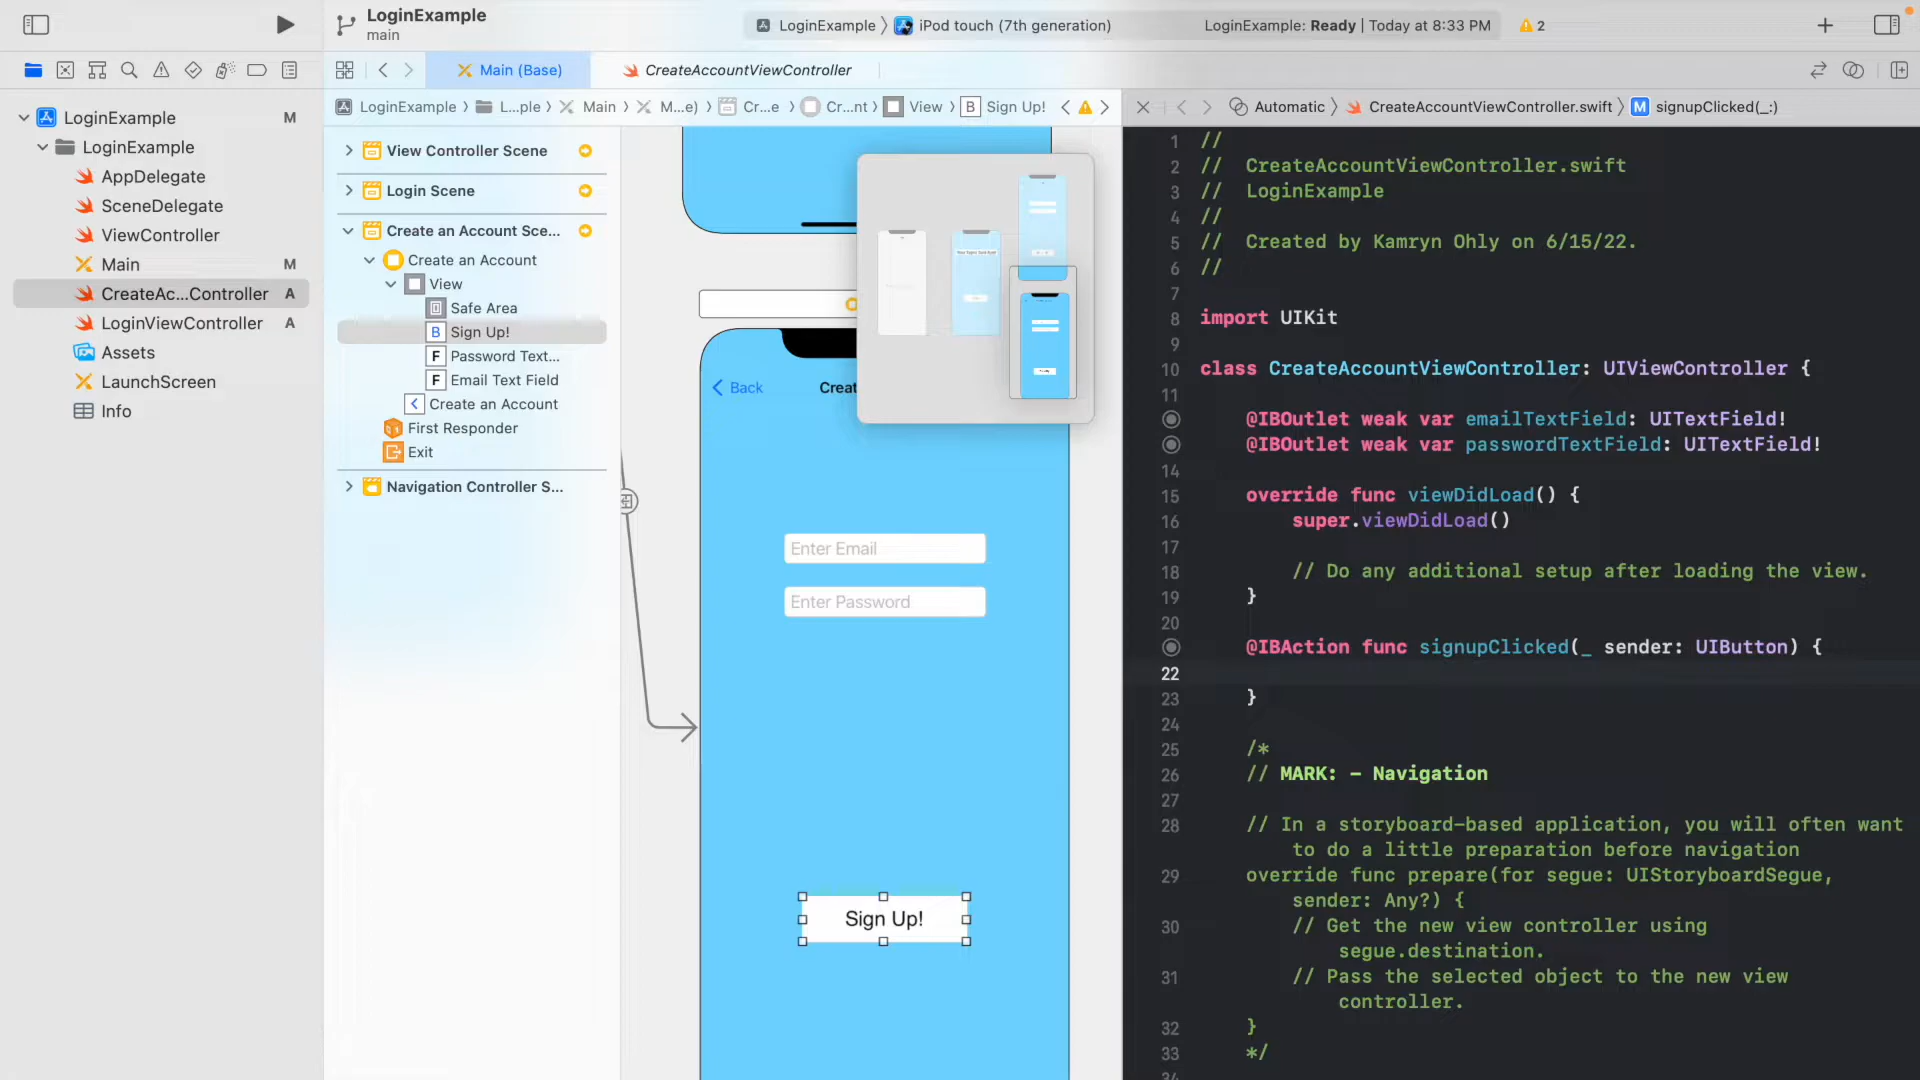 LoginExample
main
LoginExample 〉 iPod touch (7th generation)
LoginExample: Ready | Today at 8:33 PM
2
Main (Base)
CreateAccountViewController
LoginExample M
LoginExample
AppDelegate
SceneDelegate
ViewController
Main M
CreateAc...Controller A
LoginViewController A
Assets
LaunchScreen
Info
LoginExample 〉 L...ple 〉 Main 〉 M...e) 〉 Cr...e 〉 Cr...nt 〉 View 〉 B Sign Up!
View Controller Scene
Login Scene
Create an Account Sce...
Create an Account
View
Safe Area
B Sign Up!
F Password Text...
F Email Text Field
Create an Account
First Responder
Exit
Navigation Controller S...
Back Creat
Enter Email
Enter Password
Sign Up!
Automatic 〉 CreateAccountViewController.swift 〉 M signupClicked(_:)
1 //
2 // CreateAccountViewController.swift
3 // LoginExample
4 //
5 // Created by Kamryn Ohly on 6/15/22.
6 //
7
8 import UIKit
9
10 class CreateAccountViewController: UIViewController {
11
@IBOutlet weak var emailTextField: UITextField!
@IBOutlet weak var passwordTextField: UITextField!
14
15 override func viewDidLoad() {
16 super.viewDidLoad()
17
18 // Do any additional setup after loading the view.
19 }
20
@IBAction func signupClicked(_ sender: UIButton) {
22
23 }
24
25 /*
26 // MARK: - Navigation
27
28 // In a storyboard-based application, you will often want
to do a little preparation before navigation
29 override func prepare(for segue: UIStoryboardSegue,
sender: Any?) {
30 // Get the new view controller using
segue.destination.
31 // Pass the selected object to the new view
controller.
32 }
33 */
34